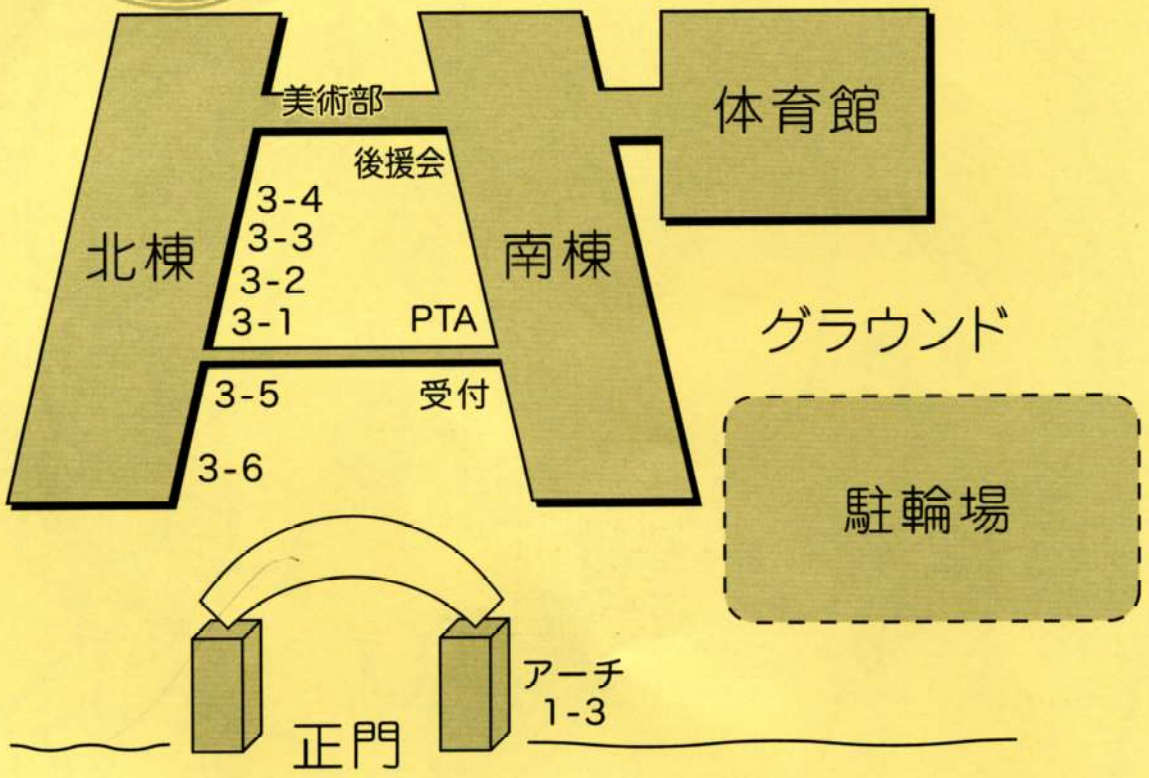 美術部
体育館
後援会
3-4
3-3
北棟
南棟
3-2
3-1
PTA
グラウンド
3-5
受付
3-6
駐輪場
アーチ
1-3
正門